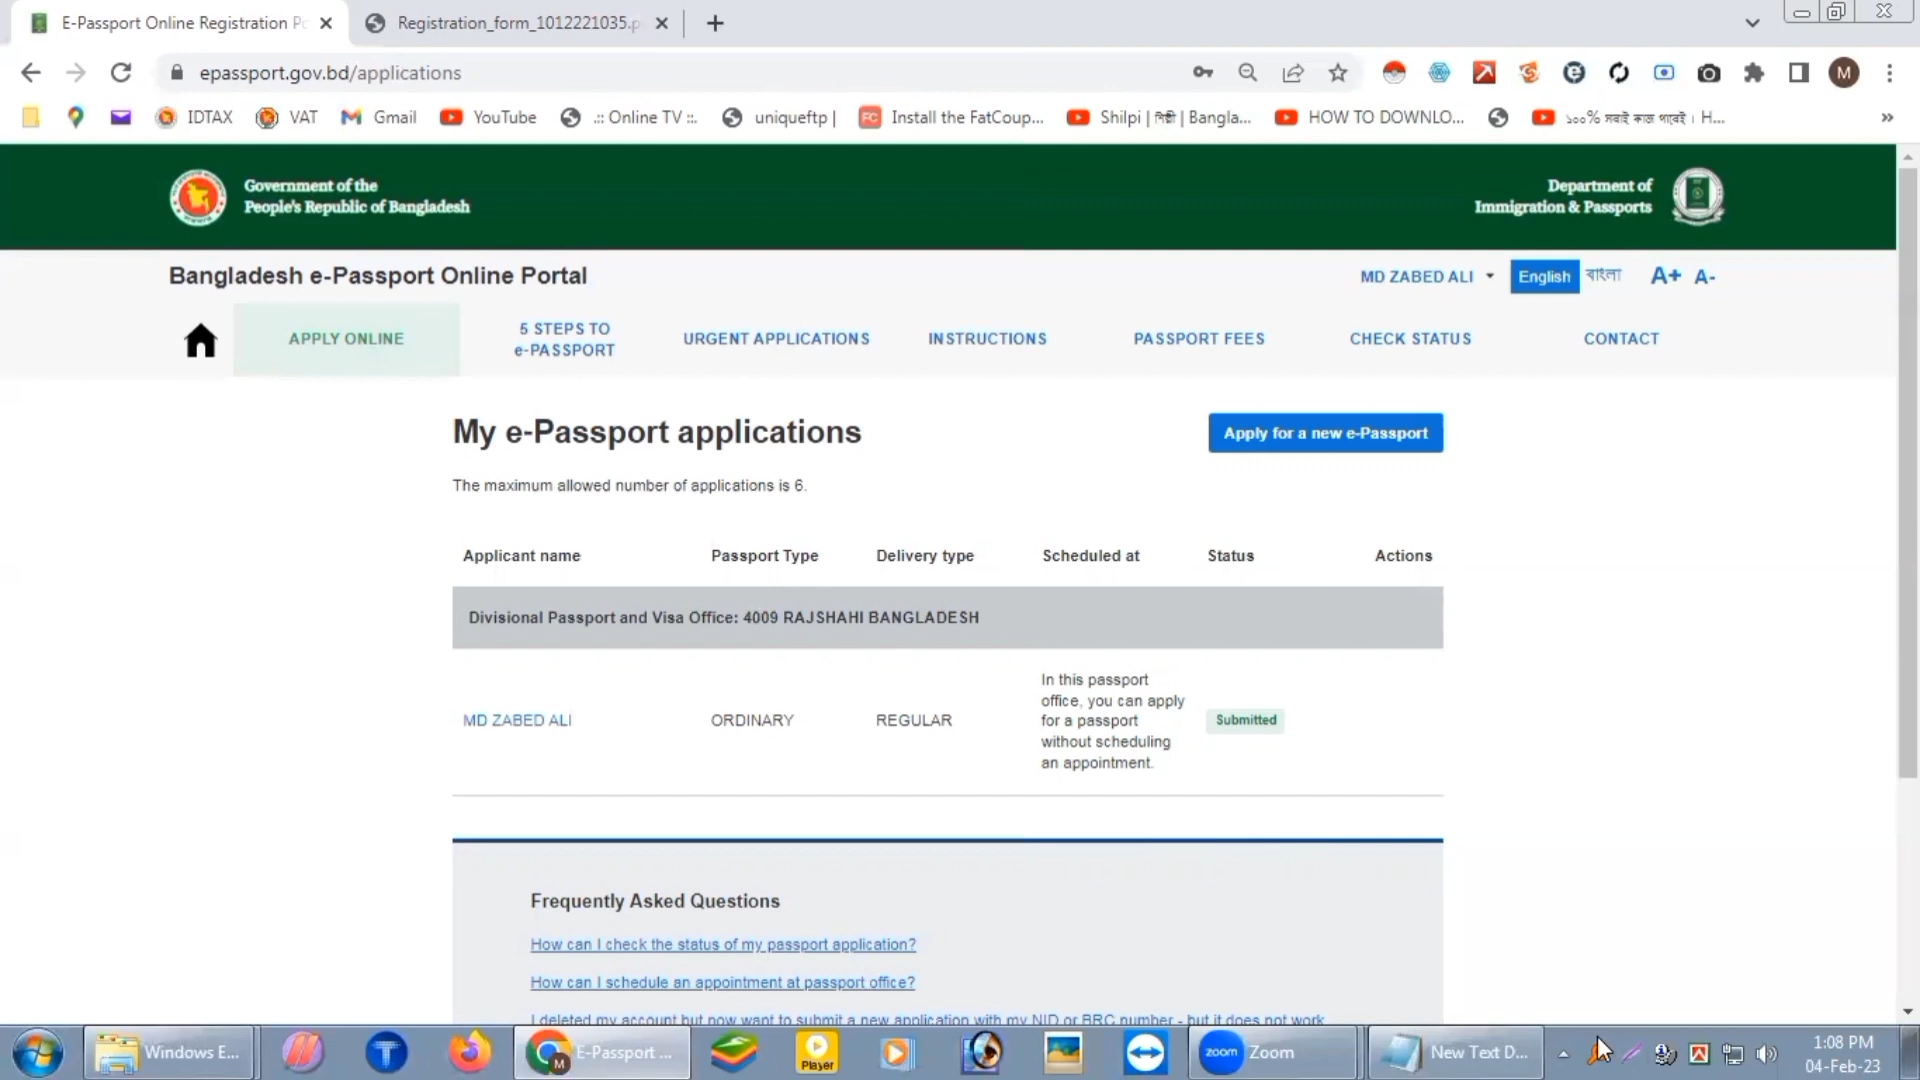 E-Passport Online Registration Po
Registration_form_1012221035.p
epassport.gov.bd/applications
M
IDTAX
VAT
Gmail
YouTube
.:: Online TV ::.
uniqueftp |
FC
Install the FatCoup...
Shilpi | শিল্পী | Bangla...
HOW TO DOWNLO...
১০০% সবাই কাজ পাবেই । H...
Government of the
People's Republic of Bangladesh
Department of
Immigration & Passports
Bangladesh e-Passport Online Portal
MD ZABED ALI
English
বাংলা
A+ A-
APPLY ONLINE
5 STEPS TO
e-PASSPORT
URGENT APPLICATIONS
INSTRUCTIONS
PASSPORT FEES
CHECK STATUS
CONTACT
My e-Passport applications
Apply for a new e-Passport
The maximum allowed number of applications is 6.
Applicant name
Passport Type
Delivery type
Scheduled at
Status
Actions
Divisional Passport and Visa Office: 4009 RAJSHAHI BANGLADESH
MD ZABED ALI
ORDINARY
REGULAR
In this passport
office, you can apply
for a passport
without scheduling
an appointment.
Submitted
Frequently Asked Questions
How can I check the status of my passport application?
How can I schedule an appointment at passport office?
I deleted my account but now want to submit a new application with my NID or BRC number - but it does not work
Windows E...
T
M
E-Passport ...
Player
zoom
Zoom
New Text D...
1:08 PM
04-Feb-23